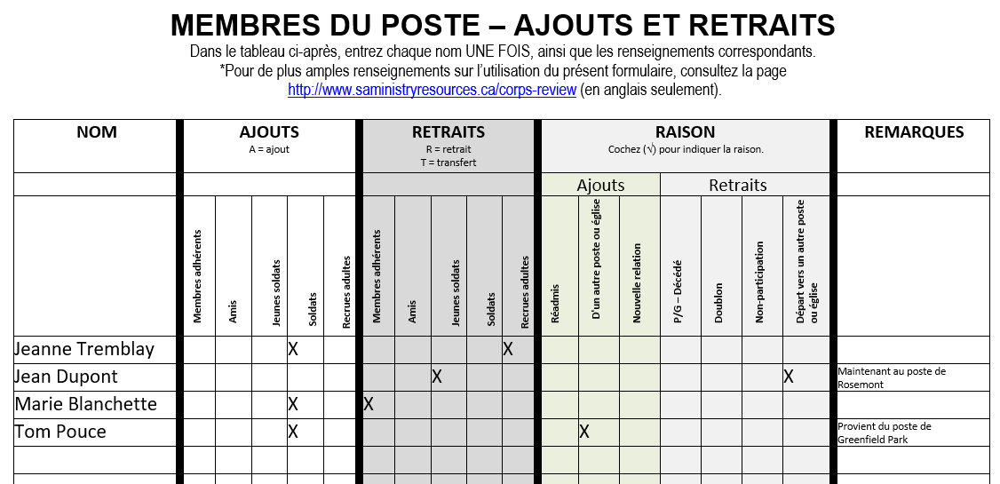 MEMBRES DU POSTE – AJOUTS ET RETRAITS
Dans le tableau ci-après, entrez chaque nom UNE FOIS, ainsi que les renseignements correspondants.
*Pour de plus amples renseignements sur l’utilisation du présent formulaire, consultez la page
http://www.saministryresources.ca/corps-review (en anglais seulement).
NOM AJOUTS RETRAITS RAISON REMARQUES
A = ajout R = retrait Cochez (√) pour indiquer la raison.
T = transfert
Ajouts Retraits
Membres adhérents
Amis
Jeunes soldats
Soldats
Recrues adultes
Membres adhérents
Amis
Jeunes soldats
Soldats
Recrues adultes
Réadmis
D'un autre poste ou église
Nouvelle relation
P/G – Décédé
Doublon
Non-participation
Départ vers un autre poste
ou église
Jeanne Tremblay X X
Jean Dupont X X Maintenant au poste de
Rosemont
Marie Blanchette X X
Tom Pouce X X Provient du poste de
Greenfield Park